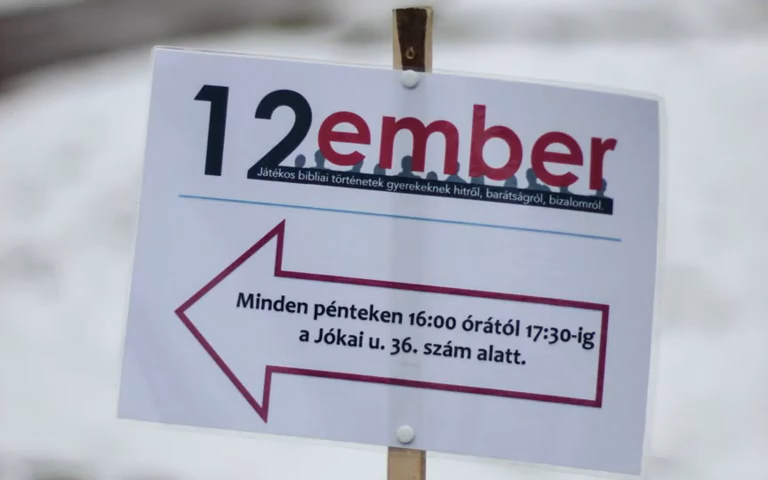 12ember
Játékos bibliai történetek gyerekeknek hitről, barátságról, bizalomról.
Minden pénteken 16:00 órától 17:30-ig
a Jókai u. 36. szám alatt.